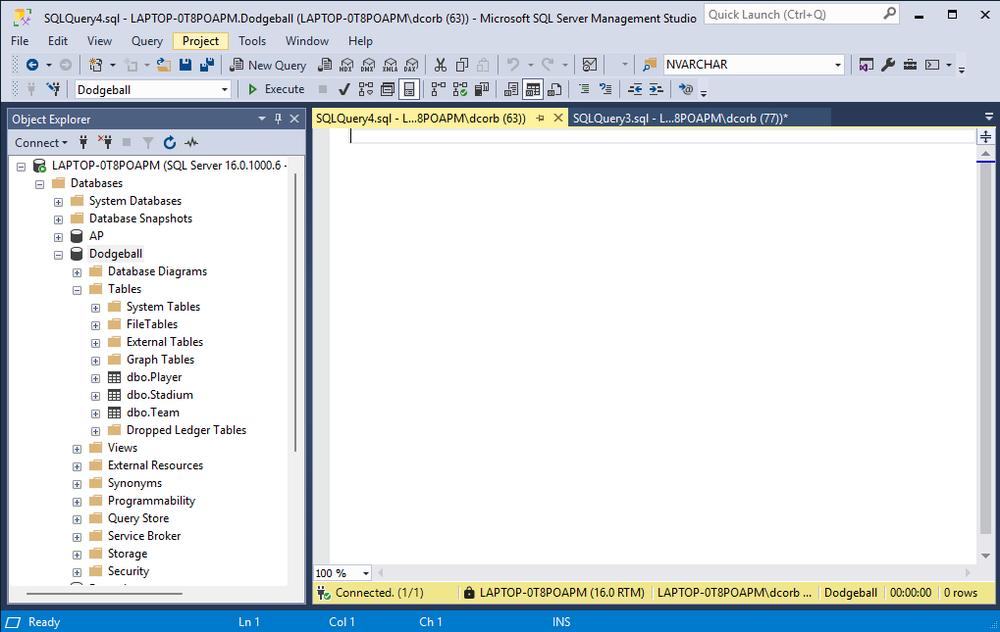 SQLQuery4.sql - LAPTOP-0T8POAPM.Dodgeball (LAPTOP-0T8POAPM\dcorb (63)) - Microsoft SQL Server Management Studio
Quick Launch (Ctrl+Q)
File Edit View Query Project Tools Window Help
New Query MDX DMX XMLA DAX NVARCHAR
Dodgeball Execute
Object Explorer
SQLQuery4.sql - L...8POAPM\dcorb (63)) SQLQuery3.sql - L...8POAPM\dcorb (77))*
Connect
LAPTOP-0T8POAPM (SQL Server 16.0.1000.6 -
Databases
System Databases
Database Snapshots
AP
Dodgeball
Database Diagrams
Tables
System Tables
FileTables
External Tables
Graph Tables
dbo.Player
dbo.Stadium
dbo.Team
Dropped Ledger Tables
Views
External Resources
Synonyms
Programmability
Query Store
Service Broker
Storage
Security
100 %
Connected. (1/1) LAPTOP-0T8POAPM (16.0 RTM) LAPTOP-0T8POAPM\dcorb ... Dodgeball 00:00:00 0 rows
Ready Ln 1 Col 1 Ch 1 INS